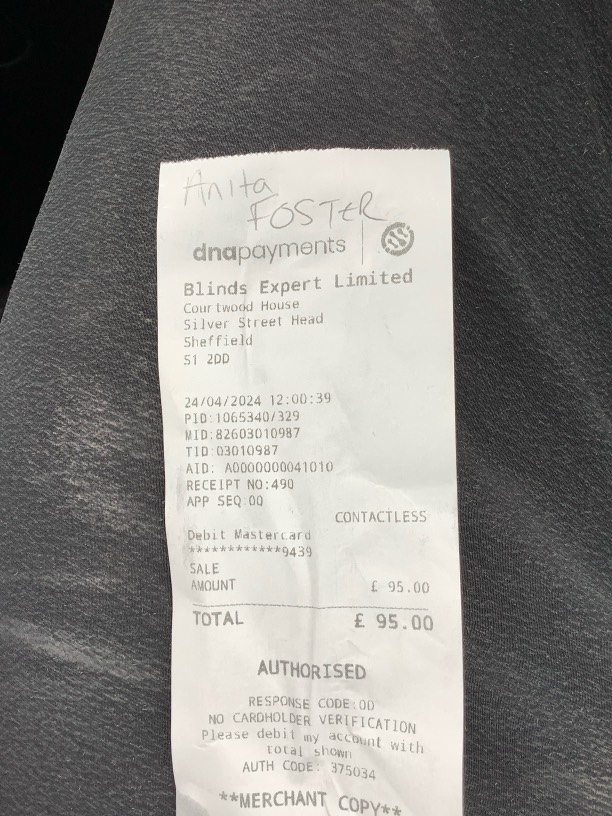 Anita
FOSTER
dnapayments
Blinds Expert Limited
Courtwood House
Silver Street Head
Sheffield
S1 2DD
24/04/2024 12:00:39
PID:1065340/329
MID:82603010987
TID:03010987
AID: A0000000041010
RECEIPT NO:490
APP SEQ:00
CONTACTLESS
Debit Mastercard
************9439
SALE
AMOUNT £ 95.00
TOTAL £ 95.00
AUTHORISED
RESPONSE CODE:00
NO CARDHOLDER VERIFICATION
Please debit my account with
total shown
AUTH CODE: 375034
**MERCHANT COPY**